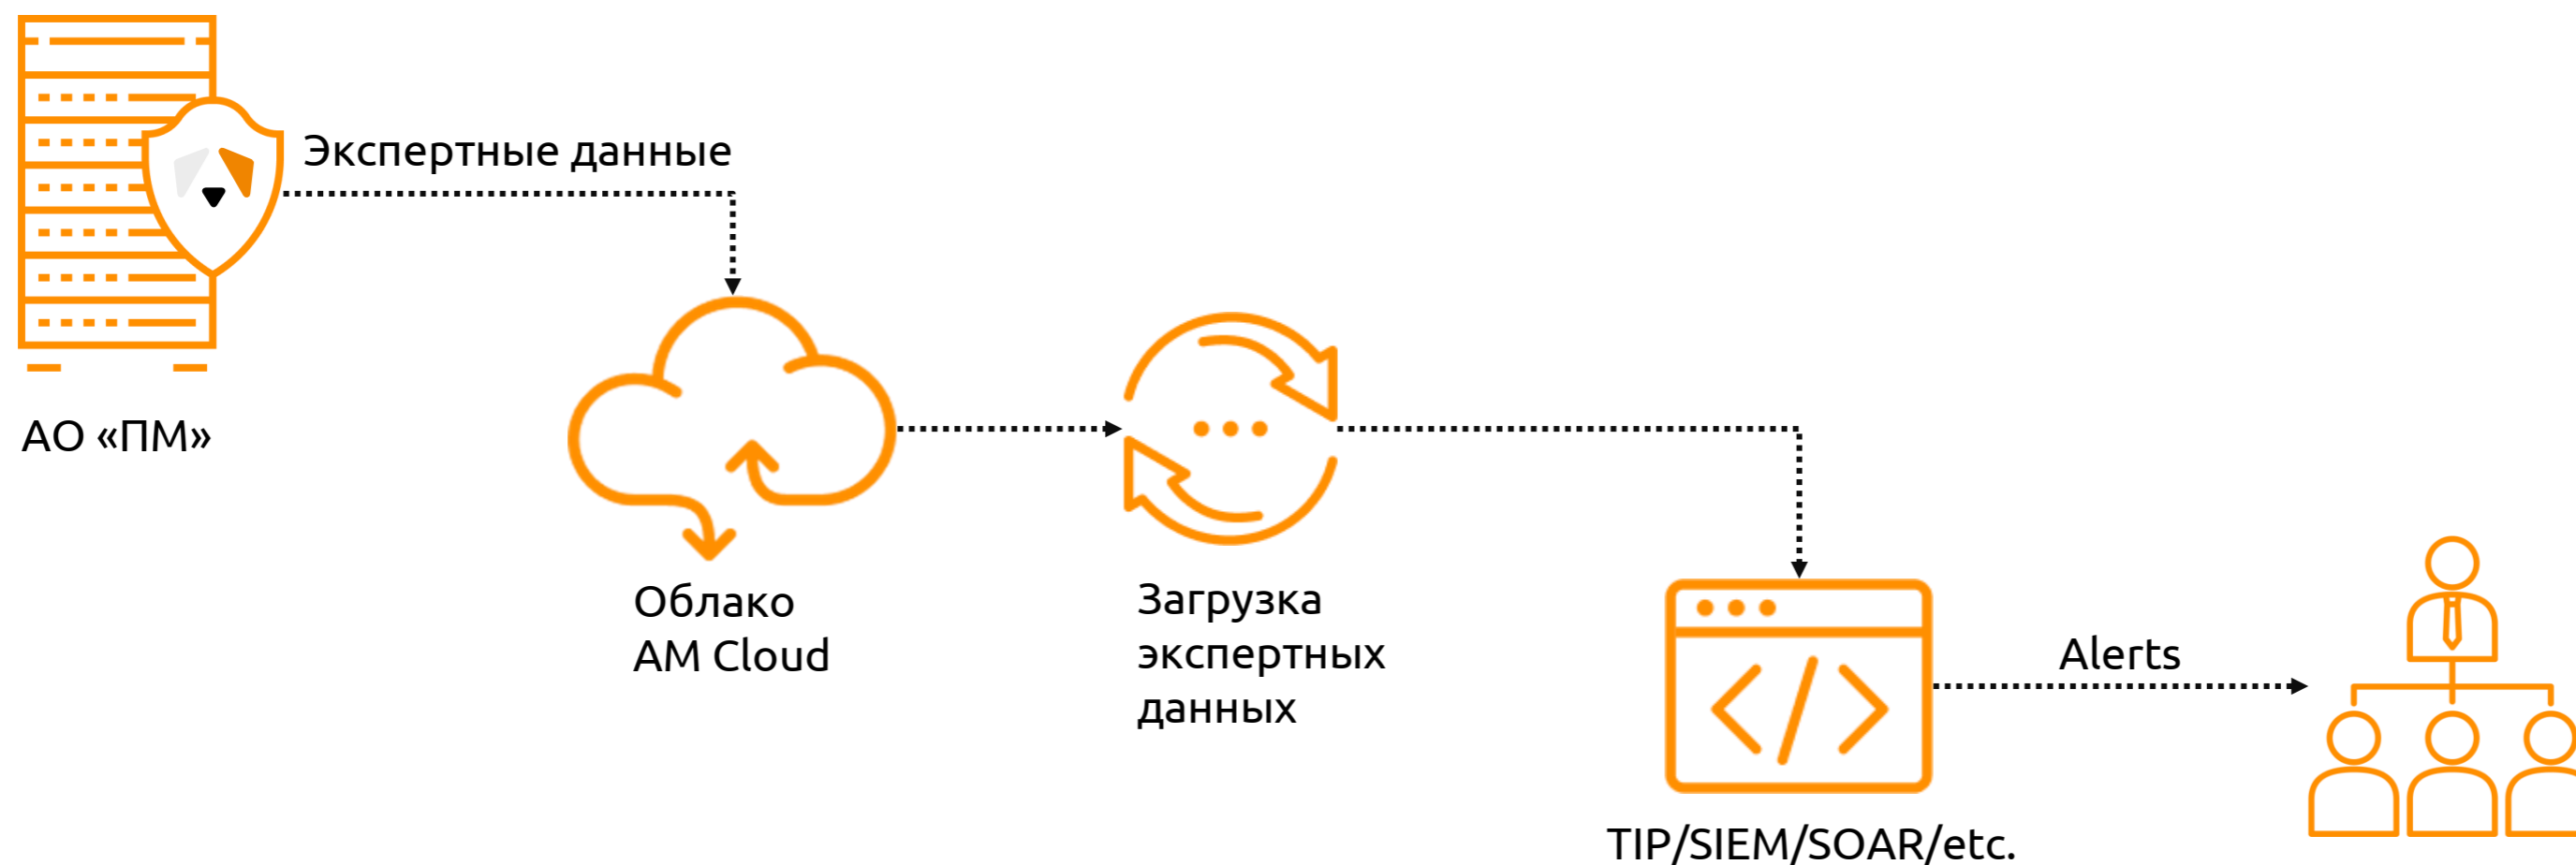 Экспертные данные
АО «ПМ»
Облако
AM Cloud
Загрузка
экспертных
данных
Alerts
TIP/SIEM/SOAR/etc.